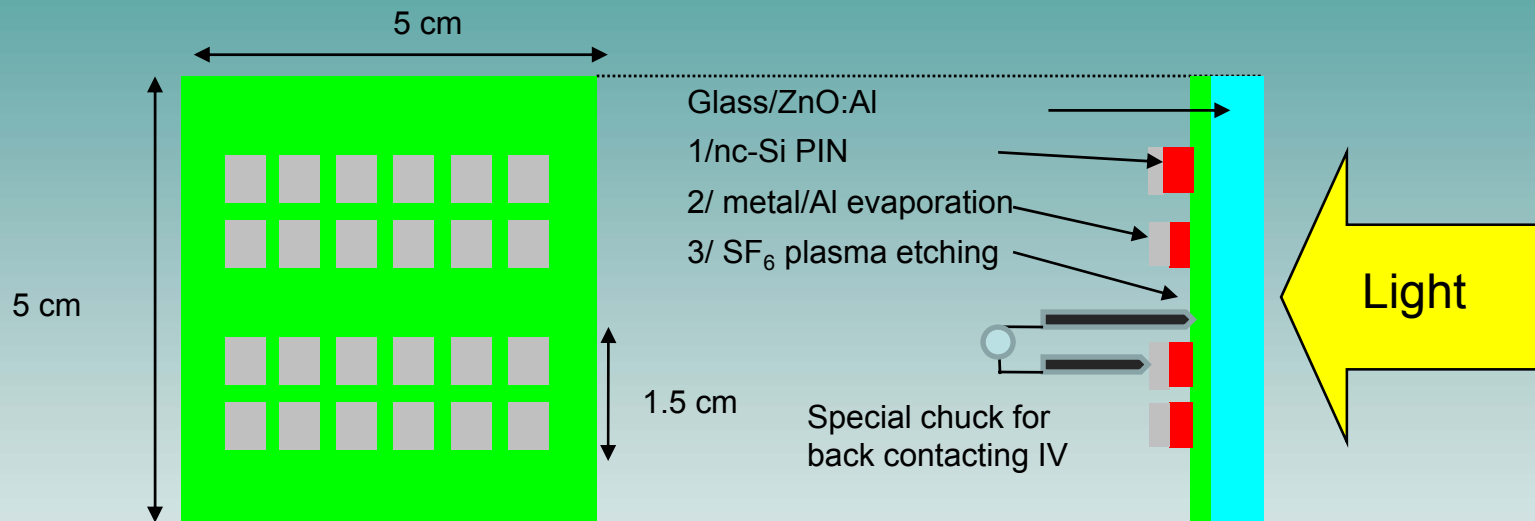 5 cm
5 cm
1.5 cm
Glass/ZnO:Al
1/nc-Si PIN
2/ metal/Al evaporation
3/ SF₆ plasma etching
Special chuck for
back contacting IV
Light